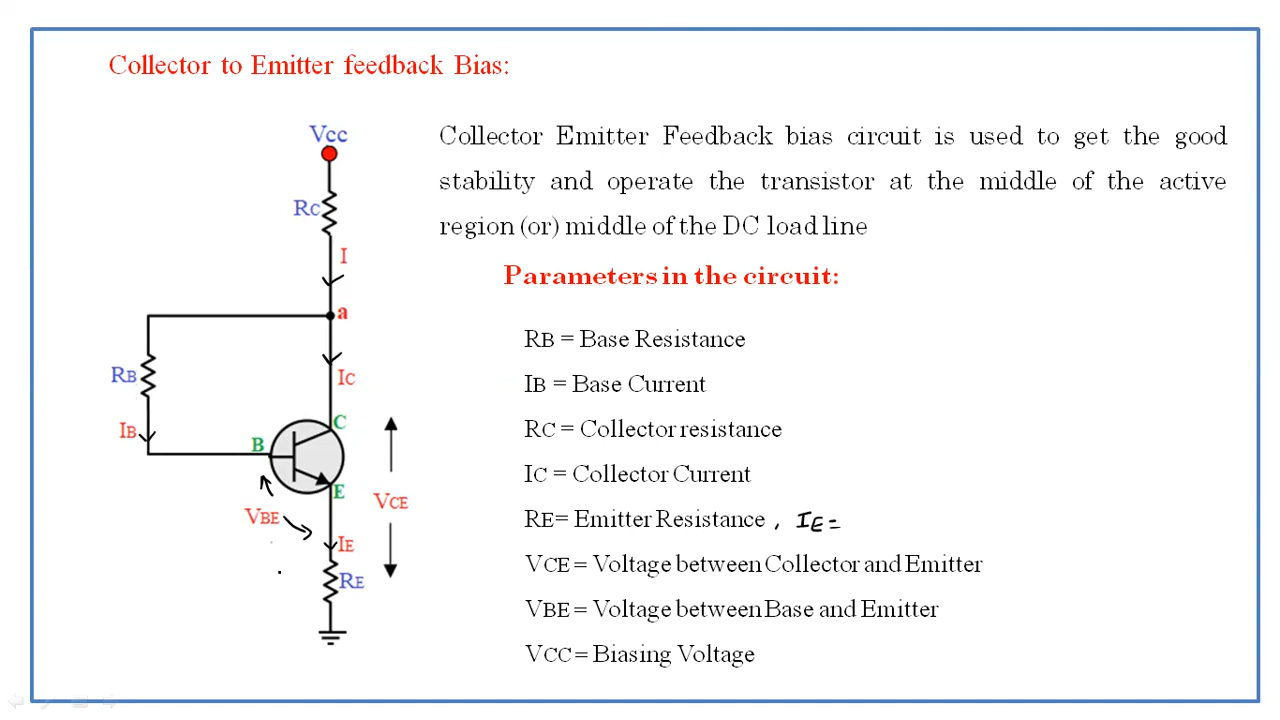 Collector to Emitter feedback Bias:
Vcc
RC
I
a
RB
IC
IB
C
B
E
VBE
VCE
IE
RE
Collector Emitter Feedback bias circuit is used to get the good
stability and operate the transistor at the middle of the active
region (or) middle of the DC load line
Parameters in the circuit:
RB = Base Resistance
IB = Base Current
RC = Collector resistance
IC = Collector Current
RE= Emitter Resistance , IE =
VCE = Voltage between Collector and Emitter
VBE = Voltage between Base and Emitter
VCC = Biasing Voltage